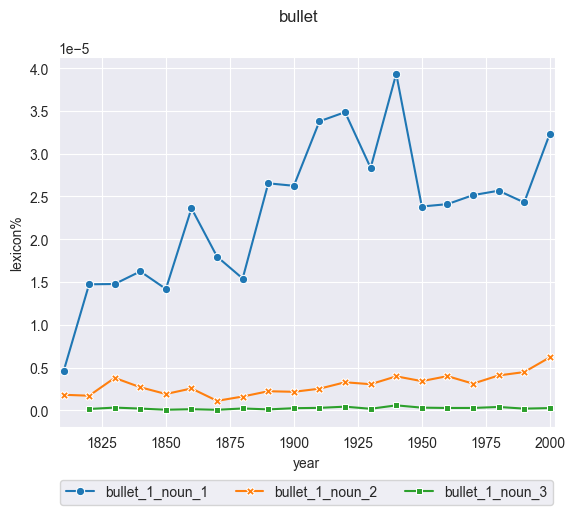 bullet
1e−5
4.0
3.5
3.0
2.5
2.0
1.5
1.0
0.5
0.0
lexicon%
1825 1850 1875 1900 1925 1950 1975 2000
year
bullet_1_noun_1 bullet_1_noun_2 bullet_1_noun_3